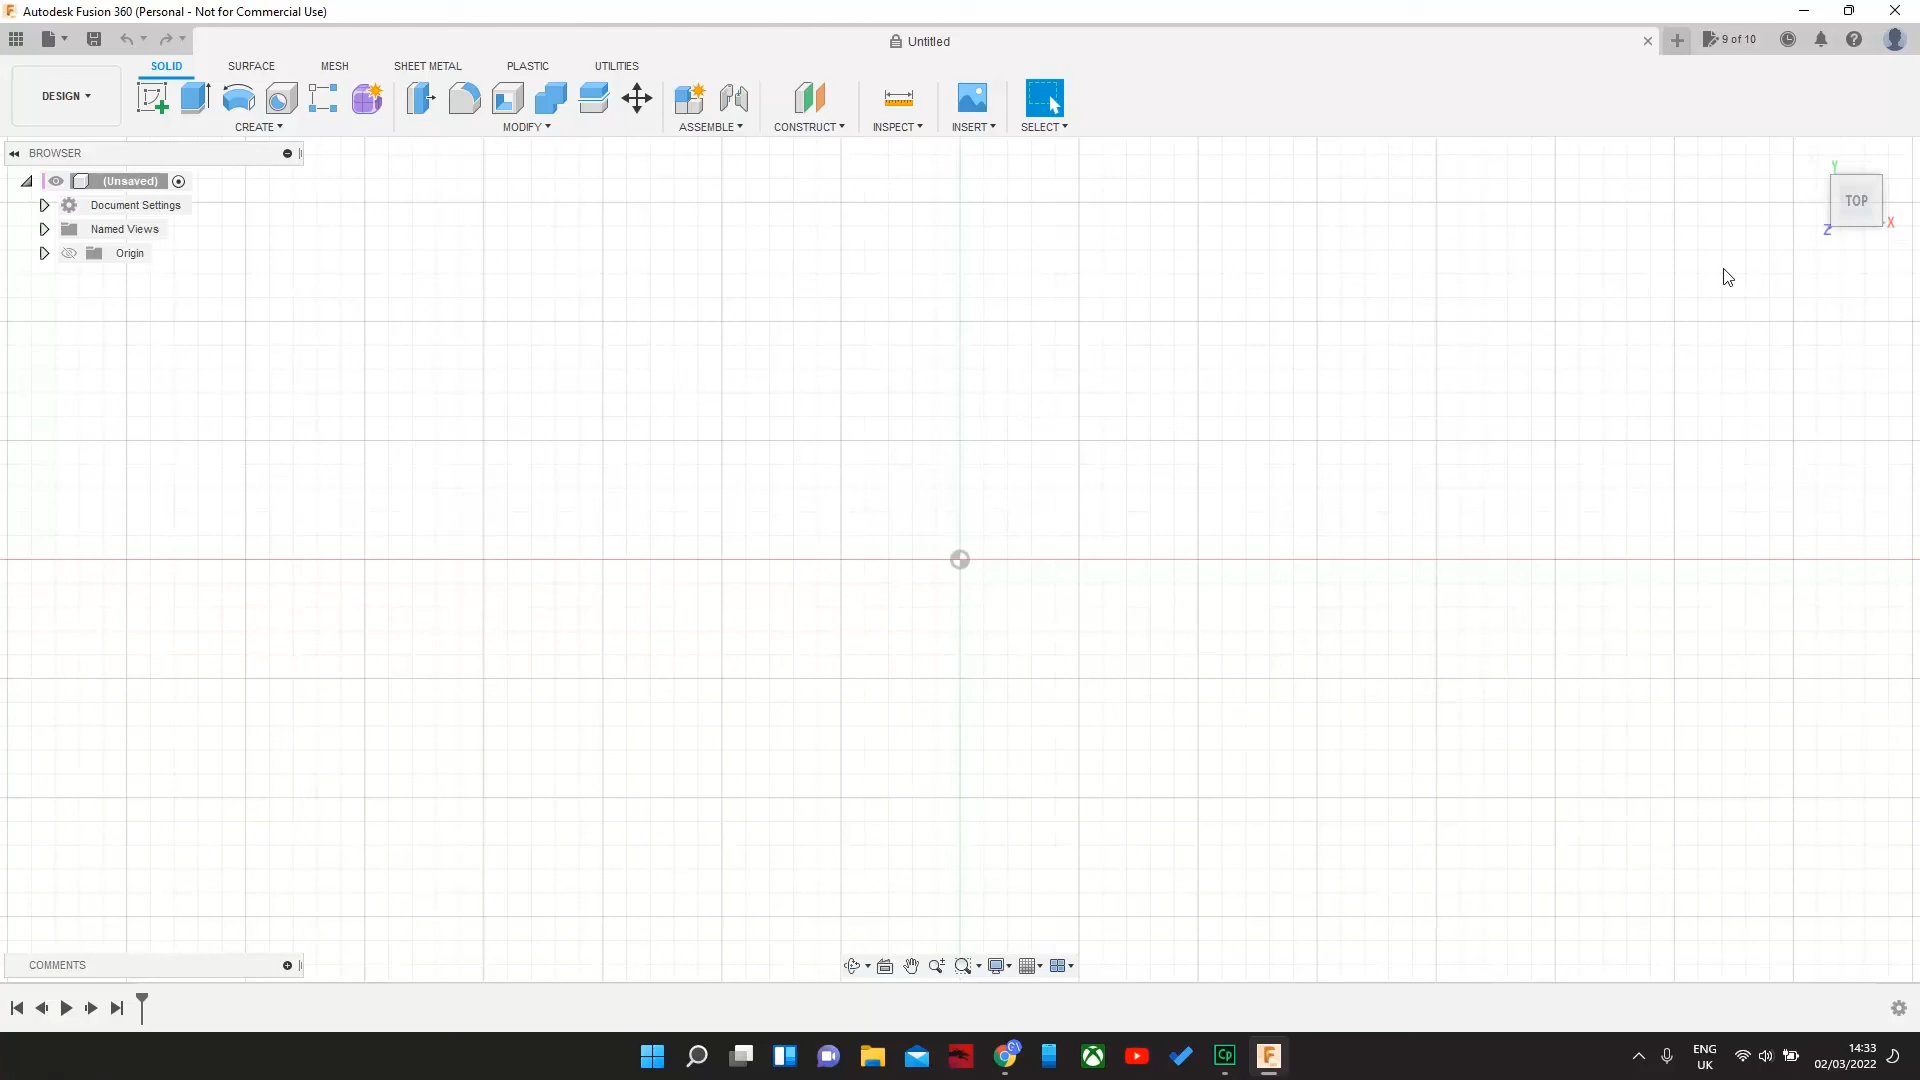 Autodesk Fusion 360 (Personal - Not for Commercial Use)
Untitled
9 of 10
SOLID SURFACE MESH SHEET METAL PLASTIC UTILITIES
DESIGN
CREATE MODIFY ASSEMBLE CONSTRUCT INSPECT INSERT SELECT
BROWSER
(Unsaved)
Document Settings
Named Views
Origin
Y
TOP
X
Z
COMMENTS
Cp
F
ENG
UK
14:33
02/03/2022